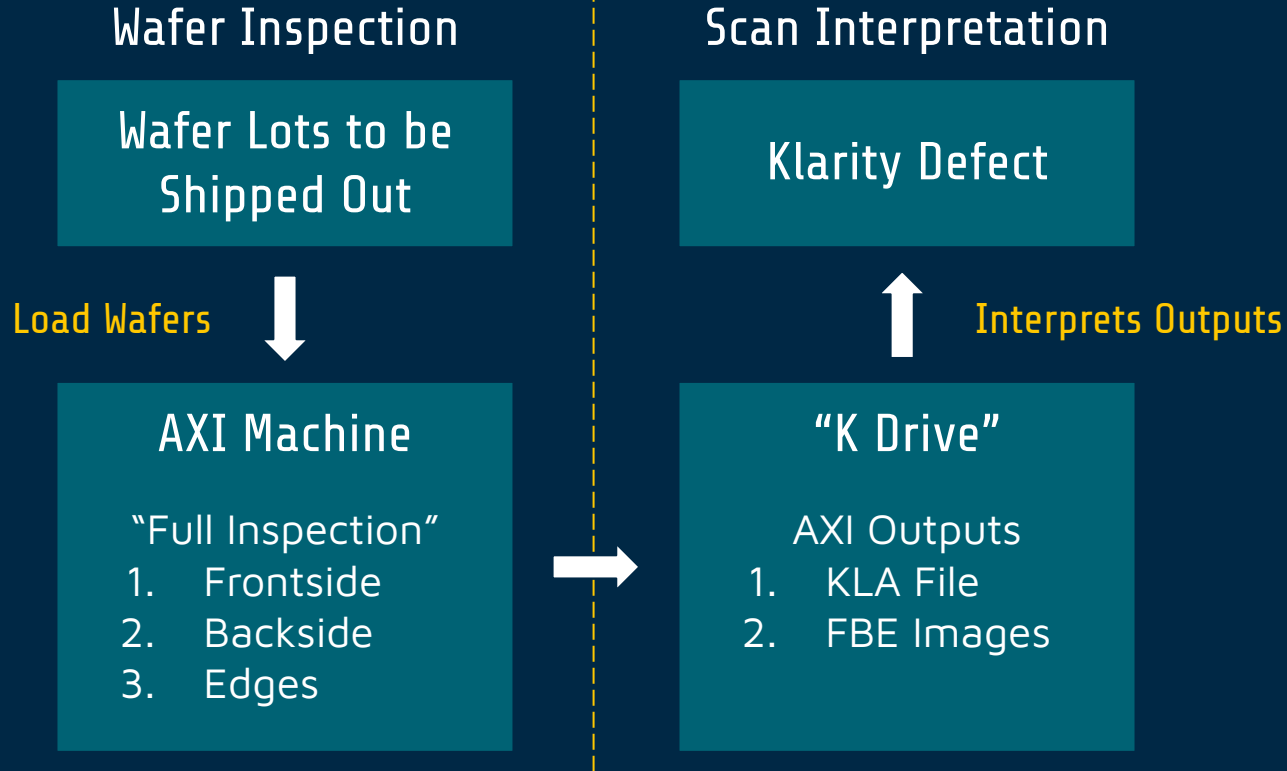 Wafer Inspection
Wafer Lots to be
Shipped Out
Load Wafers
AXI Machine
“Full Inspection”
1. Frontside
2. Backside
3. Edges
Scan Interpretation
Klarity Defect
Interprets Outputs
“K Drive”
AXI Outputs
1. KLA File
2. FBE Images